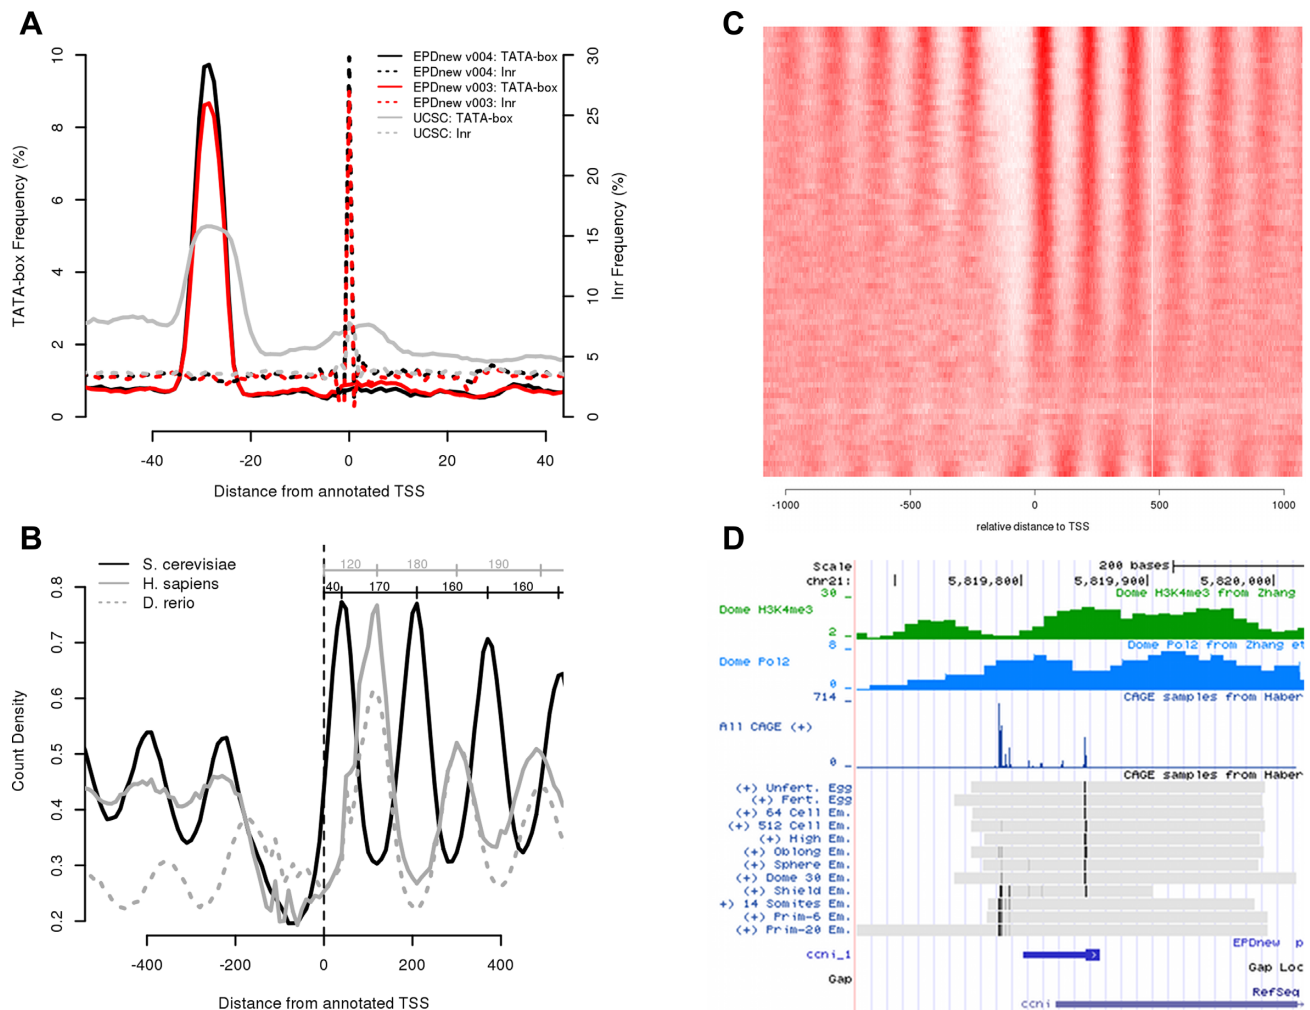 A
10
8
6
4
2
0
TATA-box Frequency (%)
30
25
20
15
10
5
0
Inr Frequency (%)
EPDnew v004: TATA-box
EPDnew v004: Inr
EPDnew v003: TATA-box
EPDnew v003: Inr
UCSC: TATA-box
UCSC: Inr
-40 -20 0 20 40
Distance from annotated TSS
C
-1000 -500 0 500 1000
relative distance to TSS
B
S. cerevisiae
H. sapiens
D. rerio
120 180 190
40 170 160 160
0.8
0.7
0.6
0.5
0.4
0.3
0.2
Count Density
-400 -200 0 200 400
Distance from annotated TSS
D
Scale 200 bases
chr21: 5,819,800 5,819,900 5,820,000
Dome H3K4me3 from Zhang
30
Dome H3K4me3
2
Dome Pol2 from Zhang et
8
Dome Pol2
0
CAGE samples from Haber
714
All CAGE (+)
0
CAGE samples from Haber
(+) Unfert. Egg
(+) Fert. Egg
(+) 64 Cell Em.
(+) 512 Cell Em.
(+) High Em.
(+) Oblong Em.
(+) Sphere Em.
(+) Dome 30 Em.
(+) Shield Em.
+) 14 Somites Em.
(+) Prim-6 Em.
(+) Prim-20 Em.
EPDnew p
ccni_1
Gap Loc
Gap
RefSeq
ccni